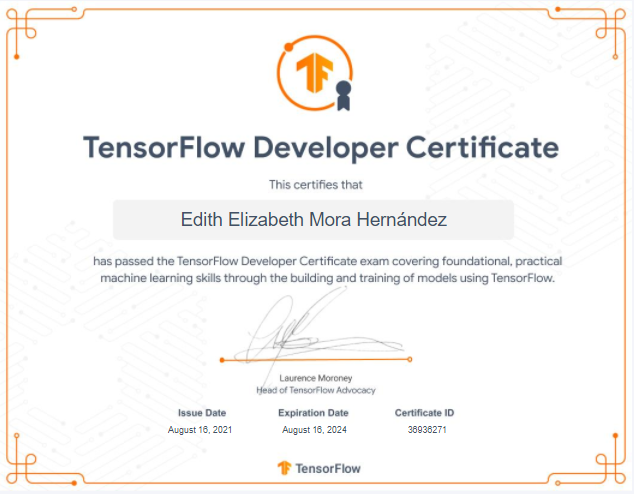 TensorFlow Developer Certificate
This certifies that
Edith Elizabeth Mora Hernández
has passed the TensorFlow Developer Certificate exam covering foundational, practical
machine learning skills through the building and training of models using TensorFlow.
Laurence Moroney
Head of TensorFlow Advocacy
Issue Date Expiration Date Certificate ID
August 16, 2021 August 16, 2024 36936271
TensorFlow